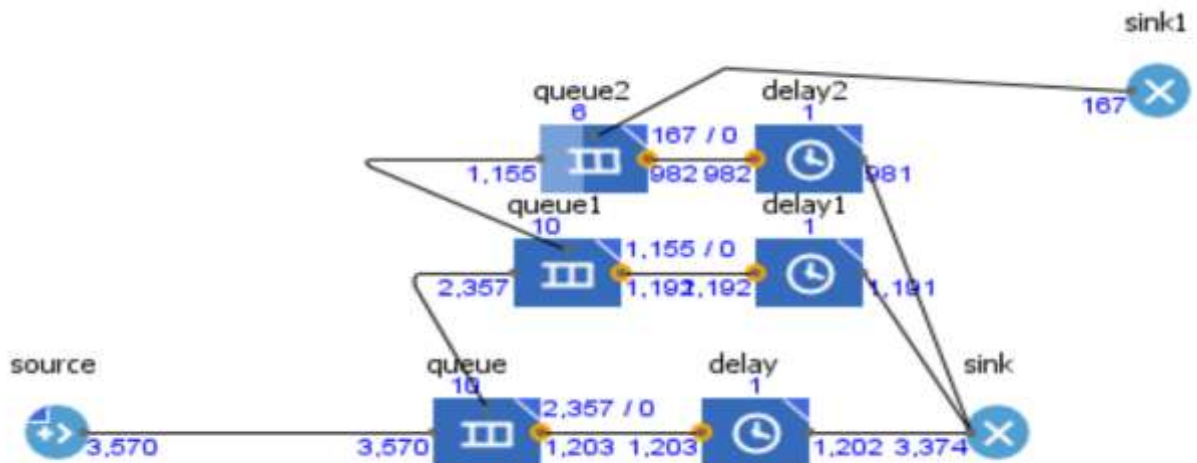 sink1
queue2 delay2
6 1 167
167 / 0
1,155 982 982 981
queue1 delay1
10 1
1,155 / 0
2,357 1,192 1,192 1,191
source queue delay sink
10 1
2,357 / 0
3,570 3,570 1,203 1,203 1,202 3,374